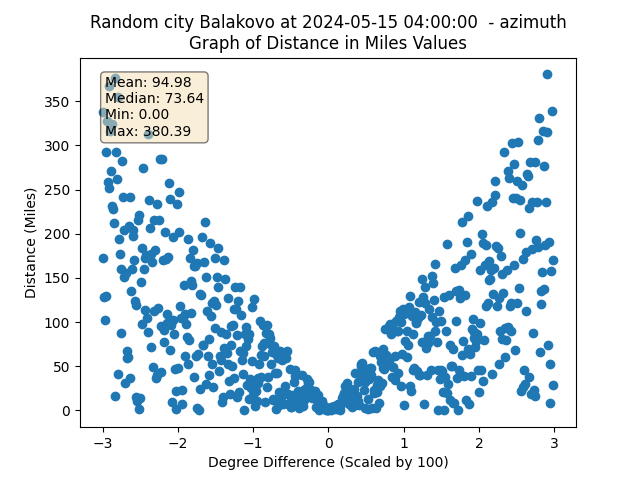 Random city Balakovo at 2024-05-15 04:00:00  - azimuth
Graph of Distance in Miles Values
Mean: 94.98
Median: 73.64
Min: 0.00
Max: 380.39
350
300
250
200
150
100
50
0
Distance (Miles)
−3
−2
−1
0
1
2
3
Degree Difference (Scaled by 100)